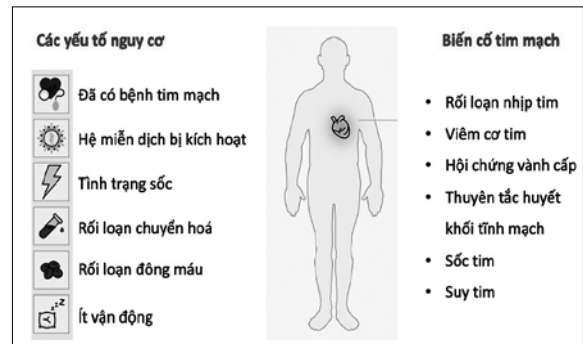 Các yếu tố nguy cơ
Đã có bệnh tim mạch
Hệ miễn dịch bị kích hoạt
Tình trạng sốc
Rối loạn chuyển hoá
Rối loạn đông máu
Ít vận động
Biến cố tim mạch
• Rối loạn nhịp tim
• Viêm cơ tim
• Hội chứng vành cấp
• Thuyên tắc huyết
khối tĩnh mạch
• Sốc tim
• Suy tim